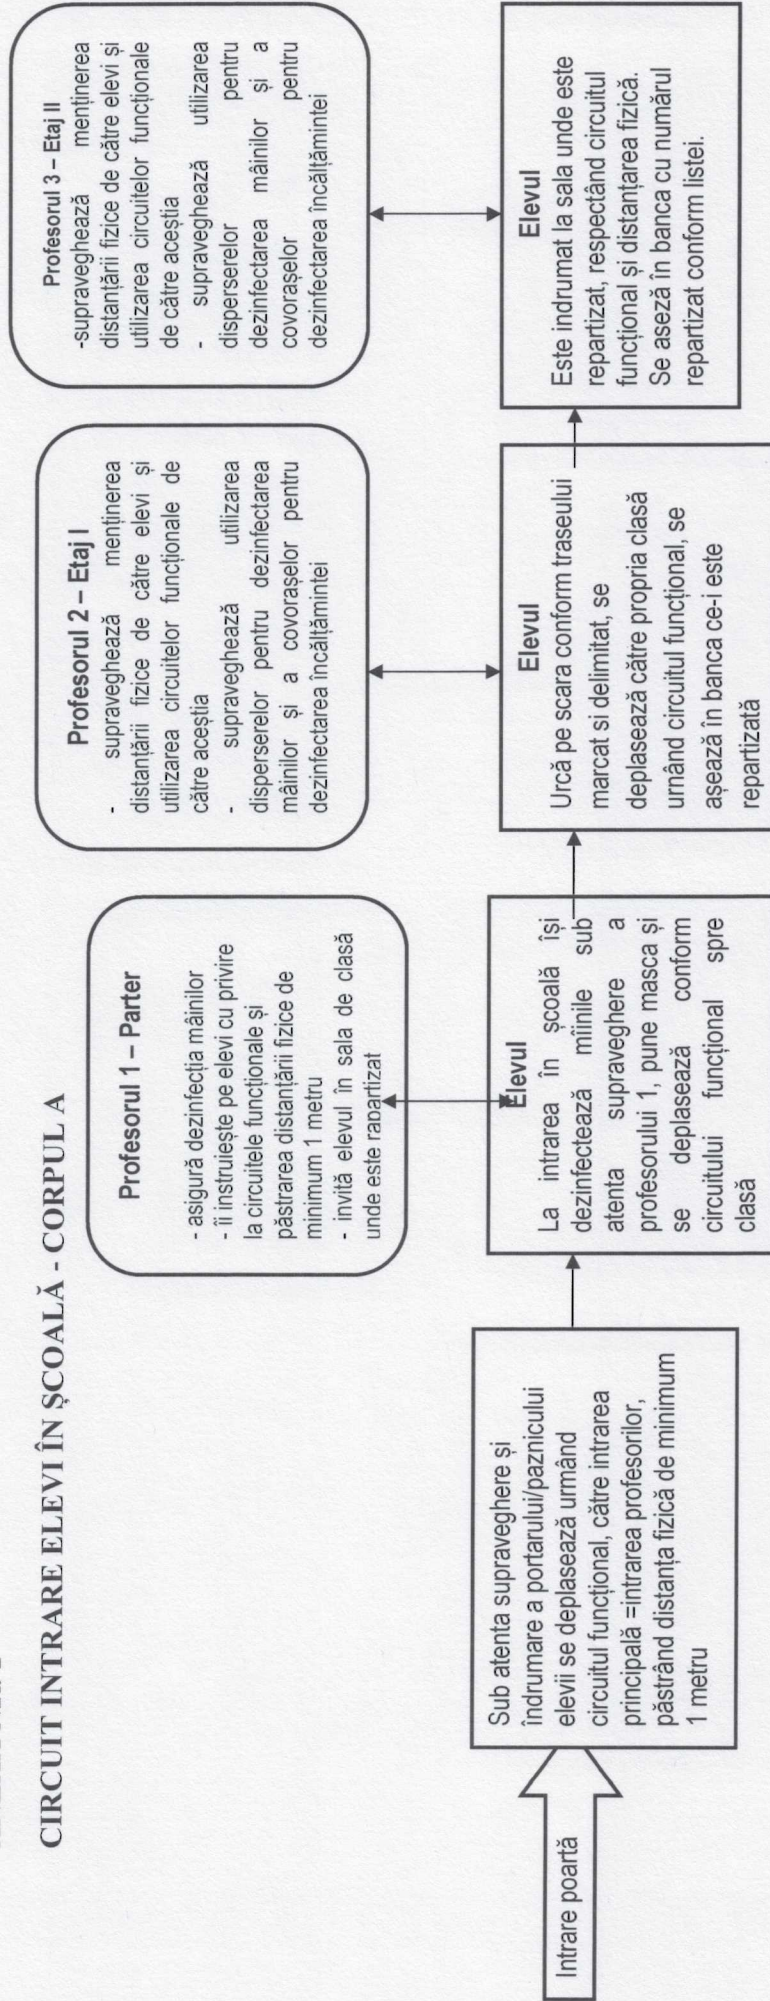 CIRCUIT INTRARE ELEVI ÎN ȘCOALĂ - CORPUL A
Intrare poartă
Sub atenta supraveghere și
îndrumare a portarului/paznicului
elevii se deplasează urmând
circuitul funcțional, către intrarea
principală =intrarea profesorilor,
păstrând distanța fizică de minimum
1 metru
Profesorul 1 – Parter
- asigură dezinfecția mâinilor
- îi instruiește pe elevi cu privire
la circuitele funcționale și
păstrarea distanțării fizice de
minimum 1 metru
- invită elevul în sala de clasă
unde este rapartizat
Elevul
La intrarea în școală își
dezinfectează mîinile sub
atenta supraveghere a
profesorului 1, pune masca și
se deplasează conform
circuitului funcțional spre
clasă
Profesorul 2 – Etaj I
- supraveghează menținerea
distanțării fizice de către elevi și
utilizarea circuitelor funcționale de
către aceștia
- supraveghează utilizarea
disperselor pentru dezinfectarea
mâinilor și a covorașelor pentru
dezinfectarea încălțămintei
Elevul
Urcă pe scara conform traseului
marcat si delimitat, se
deplasează către propria clasă
urnând circuitul funcțional, se
așează în banca ce-i este
repartizată
Profesorul 3 – Etaj II
-supraveghează menținerea
distanțării fizice de către elevi și
utilizarea circuitelor funcționale
de către aceștia
- supraveghează utilizarea
disperselor pentru
dezinfectarea mâinilor și a
covorașelor pentru
dezinfectarea încălțămintei
Elevul
Este indrumat la sala unde este
repartizat, respectând circuitul
funcțional și distanțarea fizică.
Se aseză în banca cu numărul
repartizat conform listei.